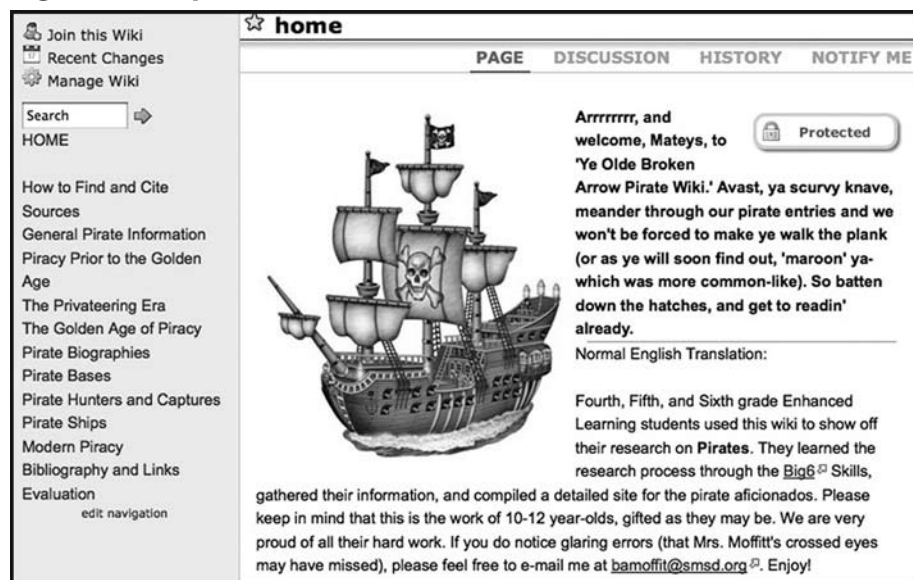 Join this Wiki
Recent Changes
Manage Wiki
Search
HOME
How to Find and Cite
Sources
General Pirate Information
Piracy Prior to the Golden
Age
The Privateering Era
The Golden Age of Piracy
Pirate Biographies
Pirate Bases
Pirate Hunters and Captures
Pirate Ships
Modern Piracy
Bibliography and Links
Evaluation
edit navigation
home
PAGE DISCUSSION HISTORY NOTIFY ME
Protected
Arrrrrrrr, and
welcome, Mateys, to
'Ye Olde Broken
Arrow Pirate Wiki.' Avast, ya scurvy knave,
meander through our pirate entries and we
won't be forced to make ye walk the plank
(or as ye will soon find out, 'maroon' ya-
which was more common-like). So batten
down the hatches, and get to readin'
already.
Normal English Translation:
Fourth, Fifth, and Sixth grade Enhanced
Learning students used this wiki to show off
their research on Pirates. They learned the
research process through the Big6 Skills,
gathered their information, and compiled a detailed site for the pirate aficionados. Please
keep in mind that this is the work of 10-12 year-olds, gifted as they may be. We are very
proud of all their hard work. If you do notice glaring errors (that Mrs. Moffitt's crossed eyes
may have missed), please feel free to e-mail me at bamoffit@smsd.org. Enjoy!